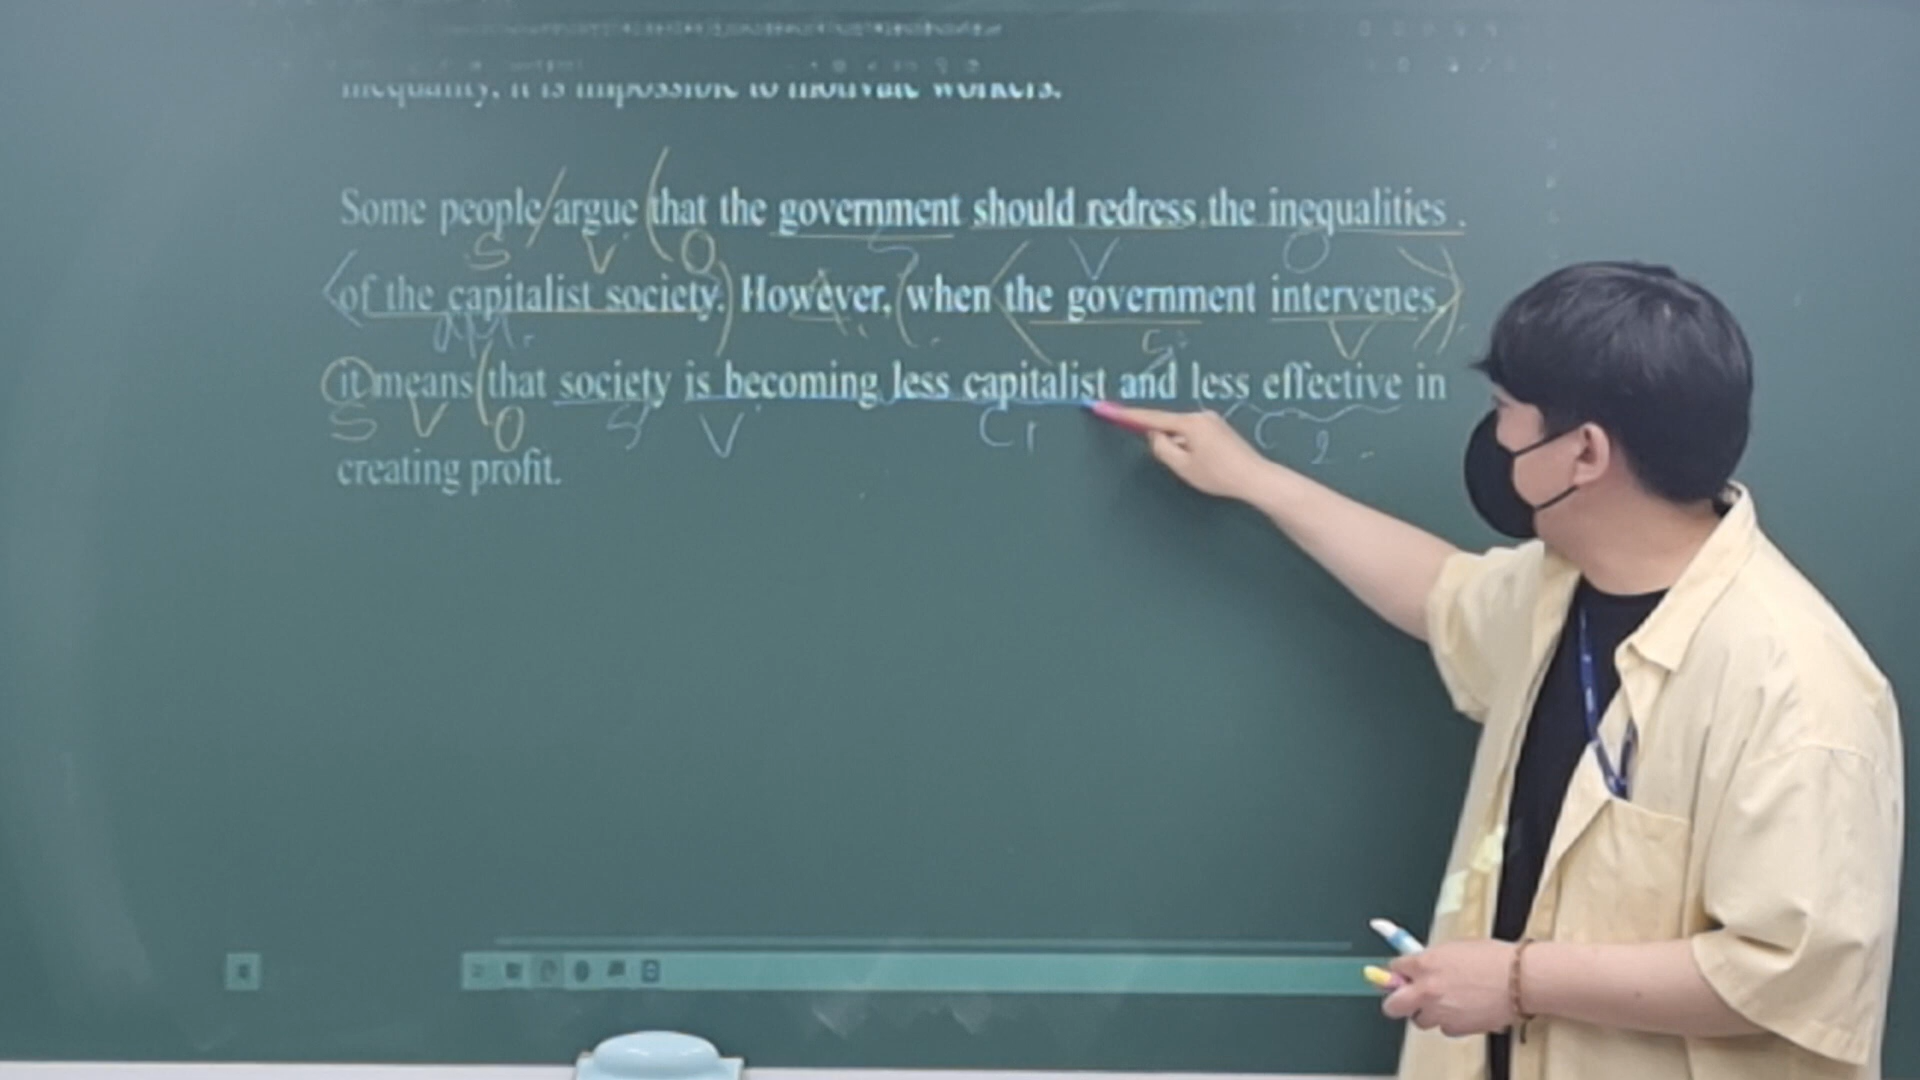 inequality, it is impossible to motivate workers.
Some people argue that the government should redress the inequalities
of the capitalist society. However, when the government intervenes,
S V O S V O
it means that society is becoming less capitalist and less effective in
S V O S V C1 C2
creating profit.